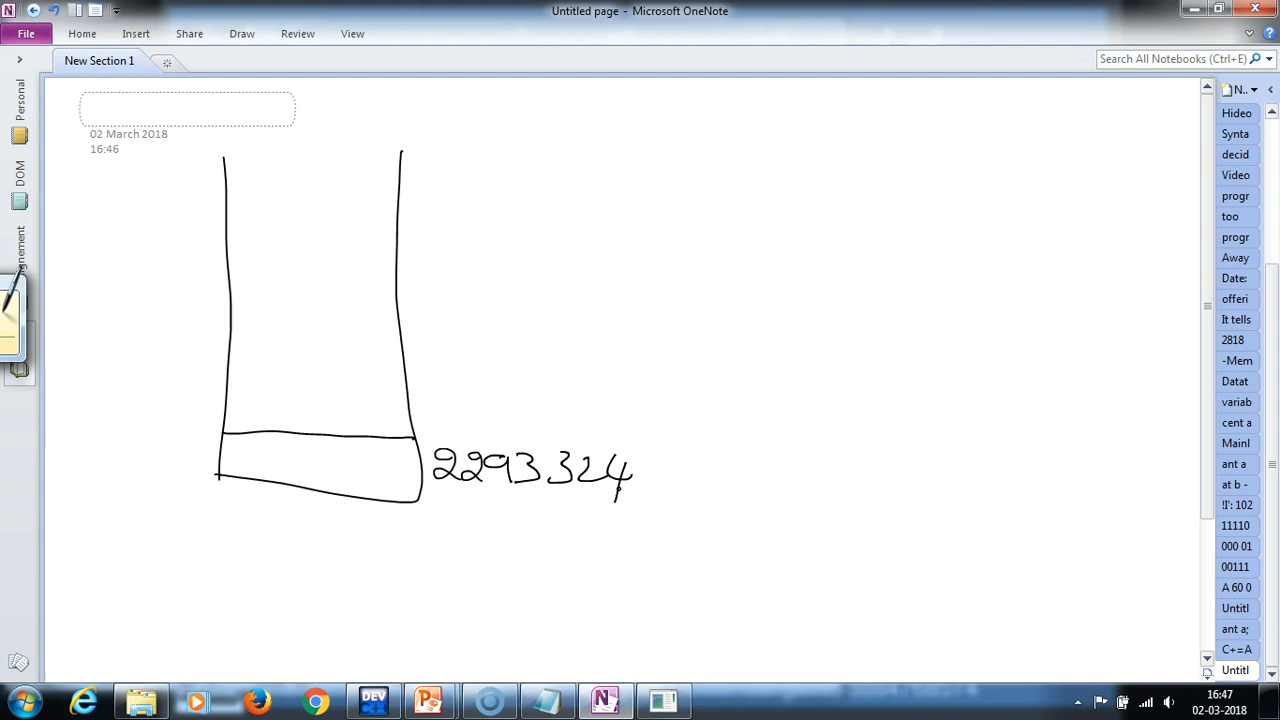 Untitled page - Microsoft OneNote
File Home Insert Share Draw Review View
New Section 1
Search All Notebooks (Ctrl+E)
N..
Personal
DOM
02 March 2018
16:46
2293324
Hideo
Synta
decid
Video
progr
too
progr
Away
Date:
offeri
It tells
2818
-Mem
Datat
variab
cent a
Mainl
ant a
at b -
!I': 102
11110
000 01
00111
A 60 0
Untitl
ant a;
C+=A
Untitl
DEV
16:47
02-03-2018